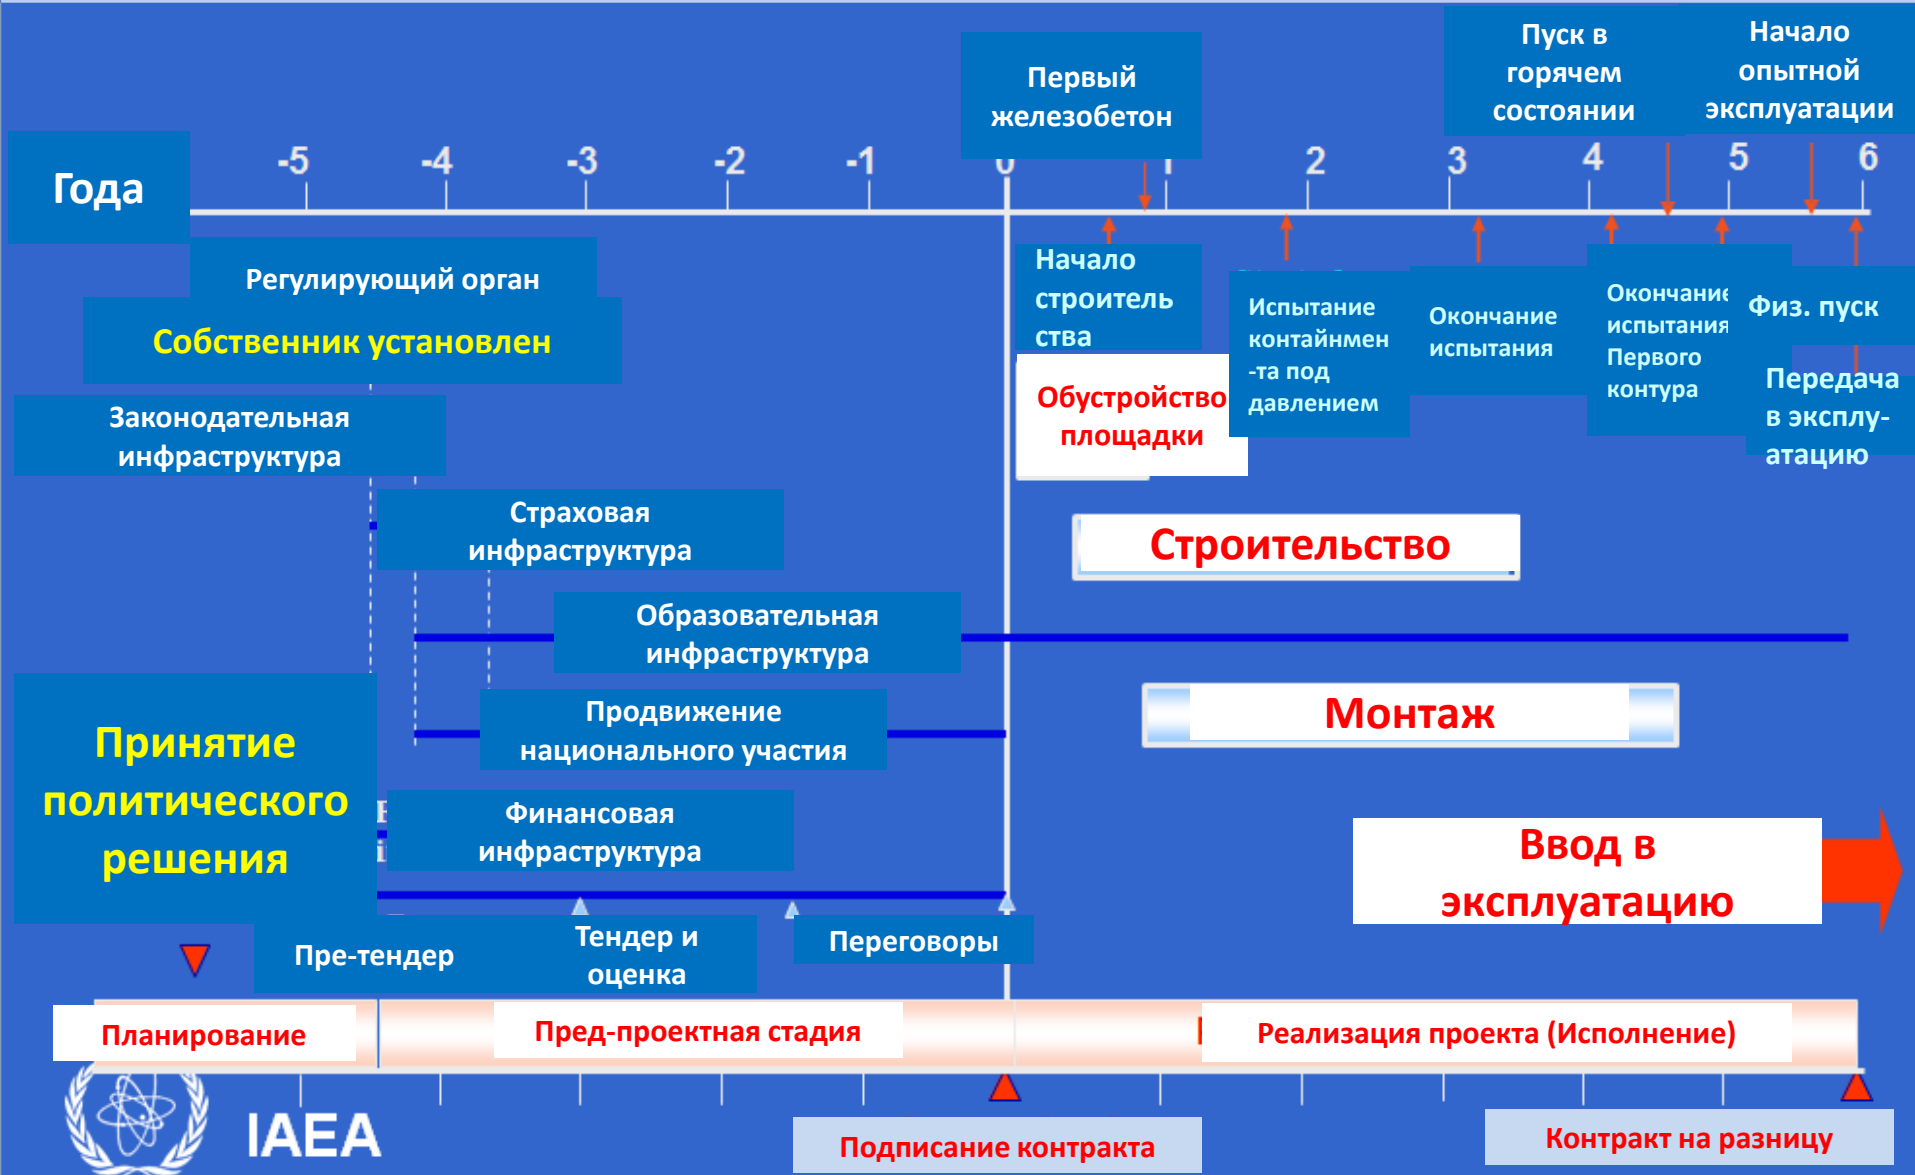 Первый
железобетон
Пуск в
горячем
состоянии
Начало
опытной
эксплуатации
Года
-5 -4 -3 -2 -1 0 1 2 3 4 5 6
Регулирующий орган
Собственник установлен
Законодательная
инфраструктура
Начало
строитель
ства
Обустройство
площадки
Испытание
контайнмен
-та под
давлением
Окончание
испытания
Окончание
испытания
Первого
контура
Физ. пуск
Передача
в эксплу-
атацию
Страховая
инфраструктура
Строительство
Образовательная
инфраструктура
Продвижение
национального участия
Монтаж
Принятие
политического
решения
Финансовая
инфраструктура
Ввод в
эксплуатацию
Пре-тендер
Тендер и
оценка
Переговоры
Планирование
Пред-проектная стадия
Реализация проекта (Исполнение)
IAEA
Подписание контракта
Контракт на разницу